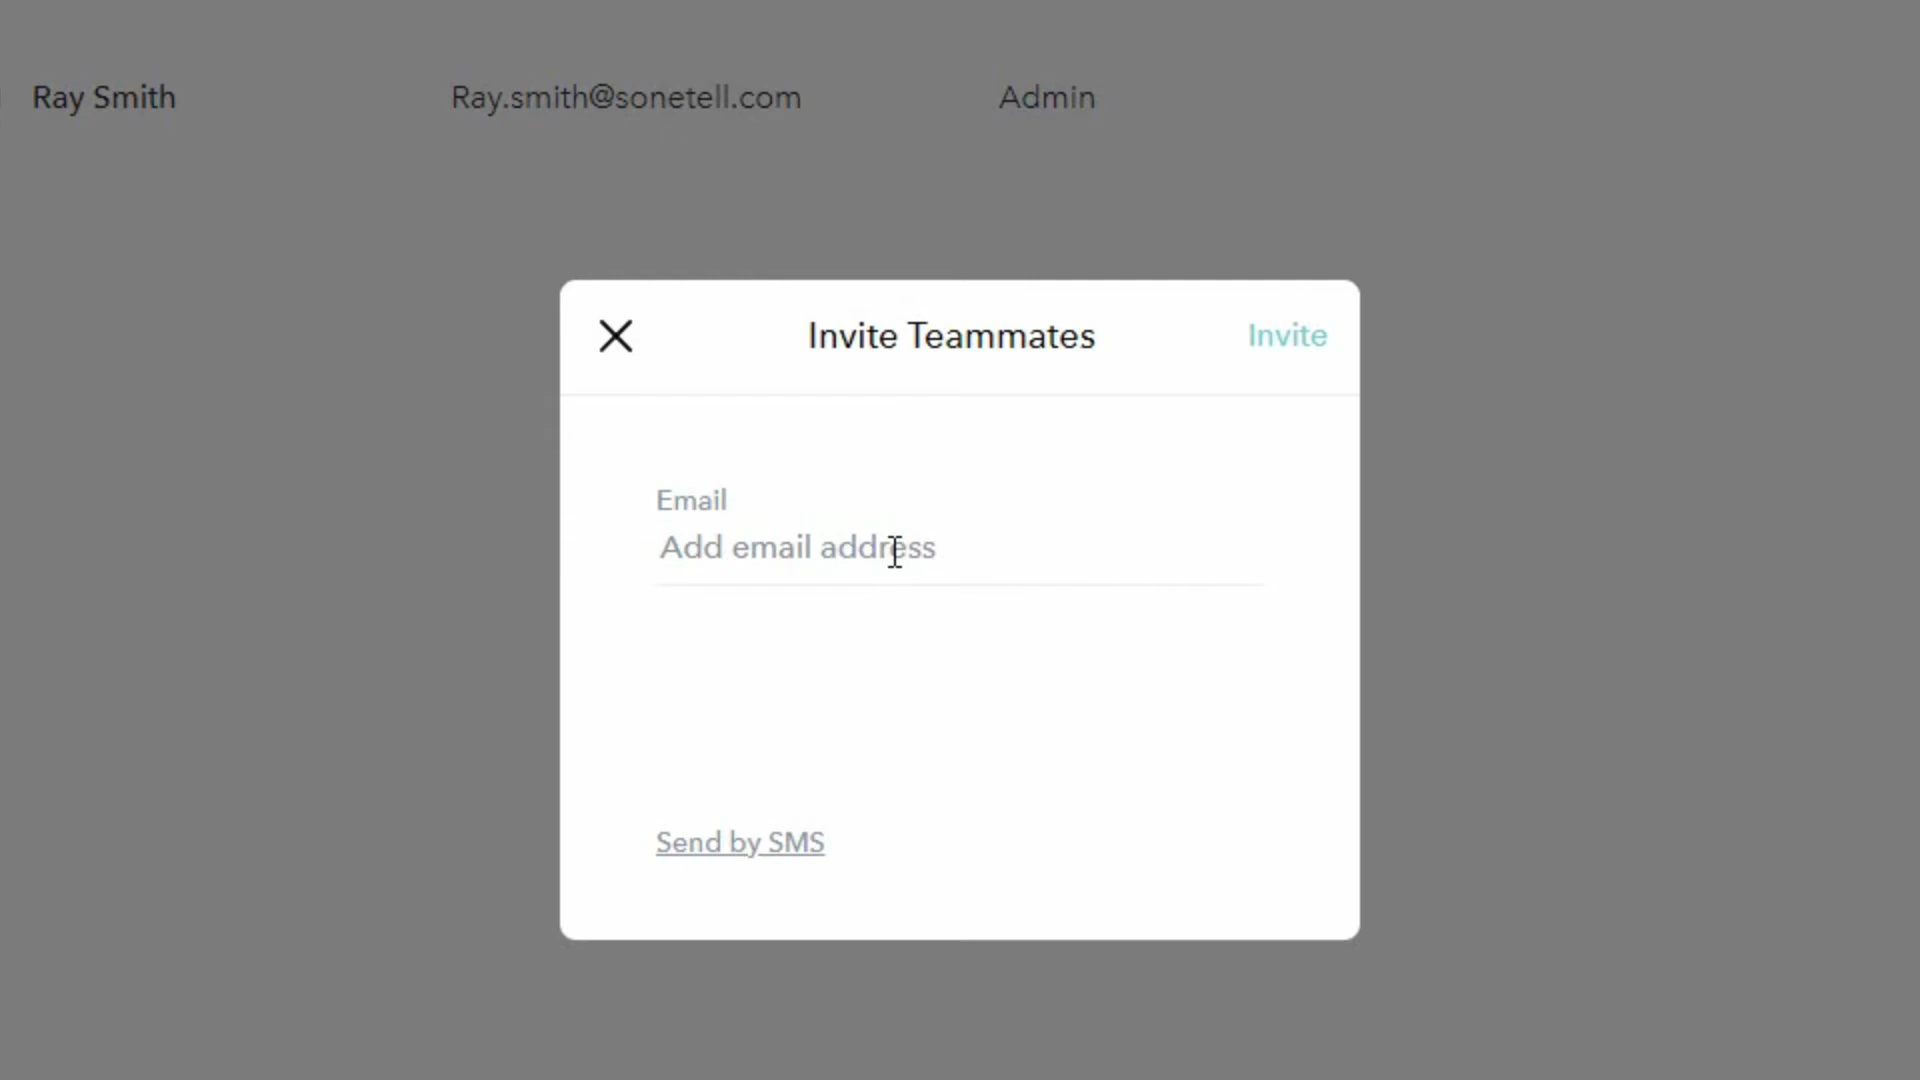 Ray Smith Ray.smith@sonetell.com Admin
Invite Teammates Invite
Email
Add email address
Send by SMS